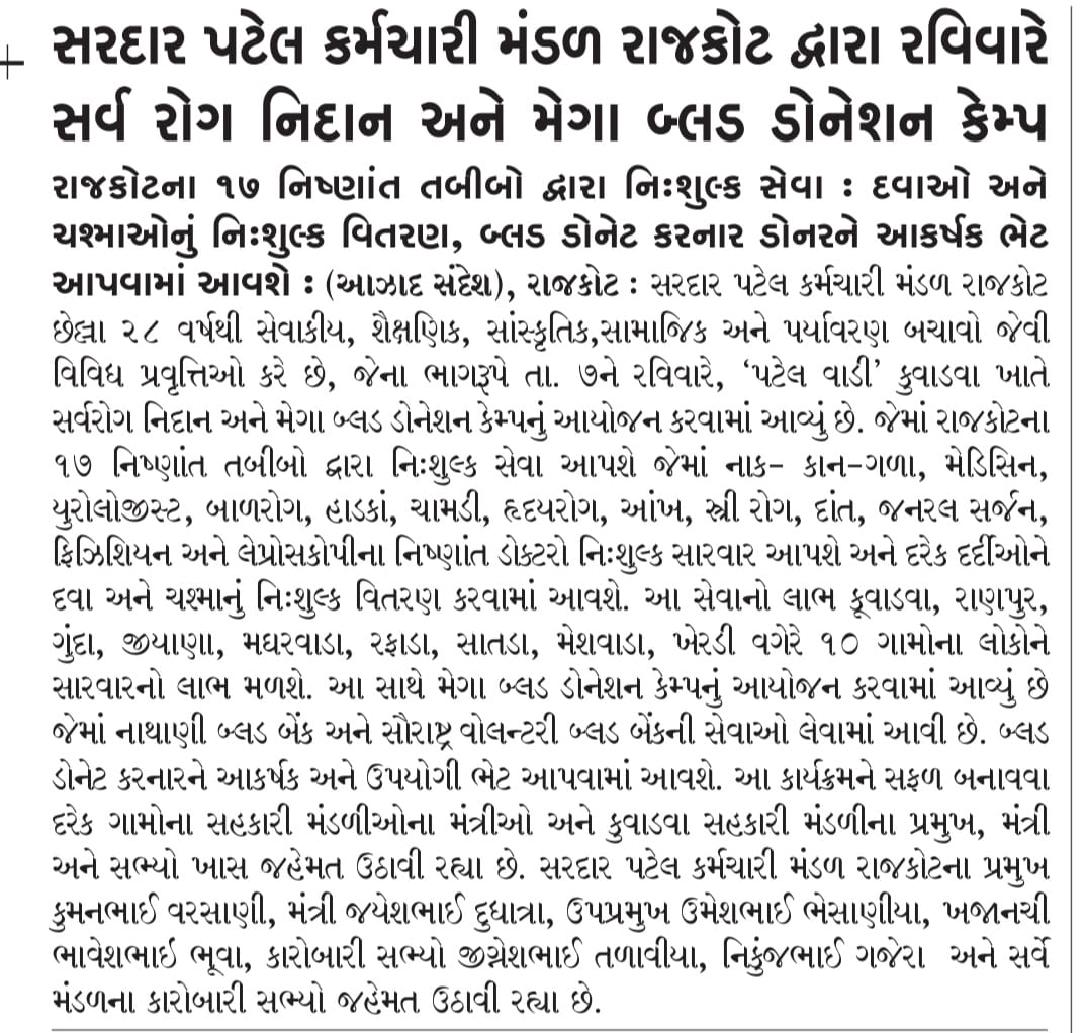 સરદાર પટેલ કર્મચારી મંડળ રાજકોટ દ્વારા રવિવારે
સર્વ રોગ નિદાન અને મેગા બ્લડ ડોનેશન કેમ્પ
રાજકોટના ૧૭ નિષ્ણાંત તબીબો દ્વારા નિઃશુલ્ક સેવા : દવાઓ અને
ચશ્માઓનું નિઃશુલ્ક વિતરણ, બ્લડ ડોનેટ કરનાર ડોનરને આકર્ષક ભેટ
આપવામાં આવશે : (આઝાદ સંદેશ), રાજકોટ : સરદાર પટેલ કર્મચારી મંડળ રાજકોટ
છેલ્લા ૨૮ વર્ષથી સેવાકીય, શૈક્ષણિક, સાંસ્કૃતિક,સામાજિક અને પર્યાવરણ બચાવો જેવી
વિવિધ પ્રવૃત્તિઓ કરે છે, જેના ભાગરૂપે તા. ૭ને રવિવારે, ‘પટેલ વાડી’ કુવાડવા ખાતે
સર્વરોગ નિદાન અને મેગા બ્લડ ડોનેશન કેમ્પનું આયોજન કરવામાં આવ્યું છે. જેમાં રાજકોટના
૧૭ નિષ્ણાંત તબીબો દ્વારા નિઃશુલ્ક સેવા આપશે જેમાં નાક- કાન-ગળા, મેડિસિન,
યુરોલોજીસ્ટ, બાળરોગ, હાડકાં, ચામડી, હૃદયરોગ, આંખ, સ્ત્રી રોગ, દાંત, જનરલ સર્જન,
ફિઝિશિયન અને લેપ્રોસકોપીના નિષ્ણાંત ડોક્ટરો નિઃશુલ્ક સારવાર આપશે અને દરેક દર્દીઓને
દવા અને ચશ્માનું નિઃશુલ્ક વિતરણ કરવામાં આવશે. આ સેવાનો લાભ કૂવાડવા, રાણપુર,
ગુંદા, જીયાણા, મઘરવાડા, રફાડા, સાતડા, મેશવાડા, ખેરડી વગેરે ૧૦ ગામોના લોકોને
સારવારનો લાભ મળશે. આ સાથે મેગા બ્લડ ડોનેશન કેમ્પનું આયોજન કરવામાં આવ્યું છે
જેમાં નાથાણી બ્લડ બેંક અને સૌરાષ્ટ્ર વોલન્ટરી બ્લડ બેંકની સેવાઓ લેવામાં આવી છે. બ્લડ
ડોનેટ કરનારને આકર્ષક અને ઉપયોગી ભેટ આપવામાં આવશે. આ કાર્યક્રમને સફળ બનાવવા
દરેક ગામોના સહકારી મંડળીઓના મંત્રીઓ અને કુવાડવા સહકારી મંડળીના પ્રમુખ, મંત્રી
અને સભ્યો ખાસ જહેમત ઉઠાવી રહ્યા છે. સરદાર પટેલ કર્મચારી મંડળ રાજકોટના પ્રમુખ
કુમનભાઈ વરસાણી, મંત્રી જયેશભાઈ દુધાત્રા, ઉપપ્રમુખ ઉમેશભાઈ ભેસાણીયા, ખજાનચી
ભાવેશભાઇ ભૂવા, કારોબારી સભ્યો જીગ્નેશભાઈ તળાવીયા, નિકુંજભાઈ ગજેરા અને સર્વે
મંડળના કારોબારી સભ્યો જહેમત ઉઠાવી રહ્યા છે.